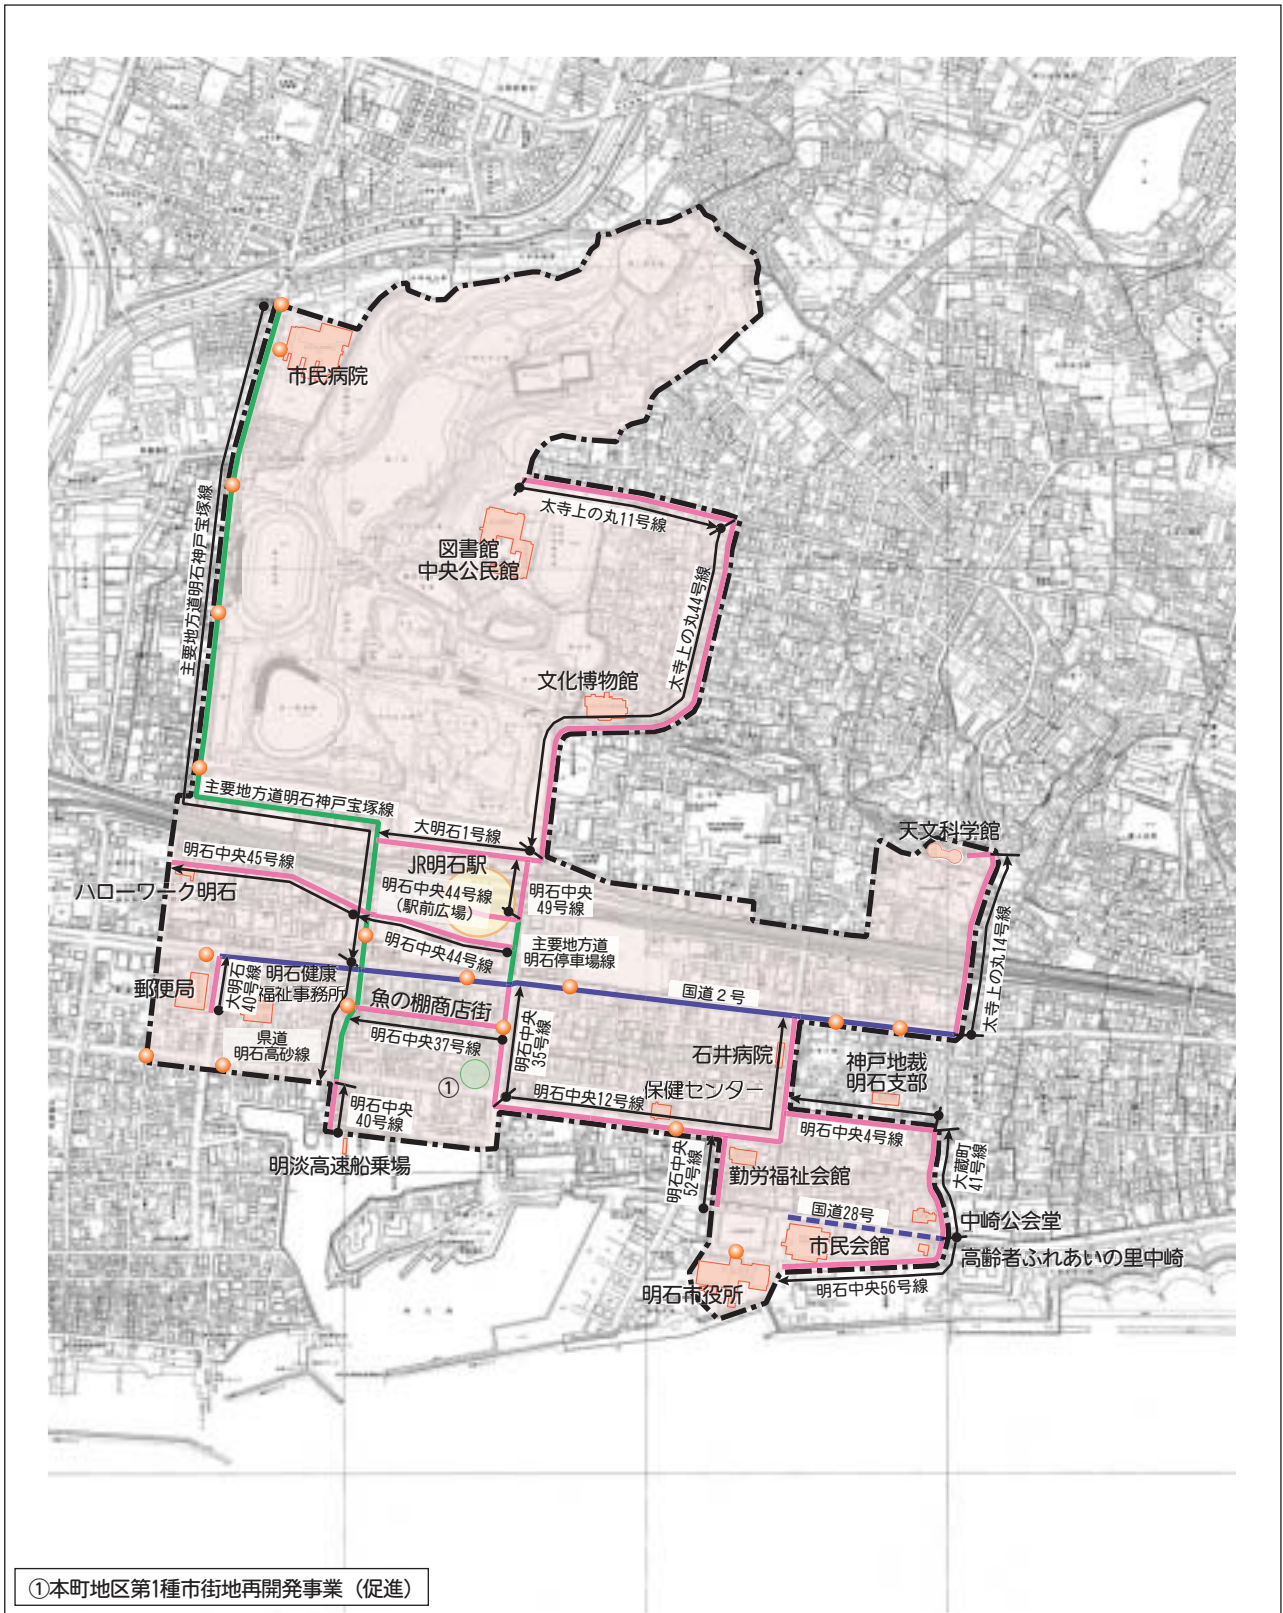 市民病院
主要地方道明石神戸宝塚線
太寺上の丸11号線
図書館
中央公民館
太寺上の丸44号線
文化博物館
主要地方道明石神戸宝塚線
大明石1号線
天文科学館
JR明石駅
明石中央45号線
ハローワーク明石
明石中央44号線
（駅前広場）
明石中央
49号線
太寺上の丸14号線
明石中央44号線
主要地方道
明石停車場線
郵便局
大明石
40号線
明石健康
福祉事務所
国道２号
魚の棚商店街
県道
明石高砂線
明石中央37号線
明石中央
35号線
石井病院
神戸地裁
明石支部
①
保健センター
明石中央12号線
明石中央
40号線
明石中央4号線
大蔵町
41号線
明淡高速船乗場
明石中央
52号線
勤労福祉会館
国道28号
中崎公会堂
市民会館
高齢者ふれあいの里中崎
明石市役所
明石中央56号線
①本町地区第1種市街地再開発事業（促進）